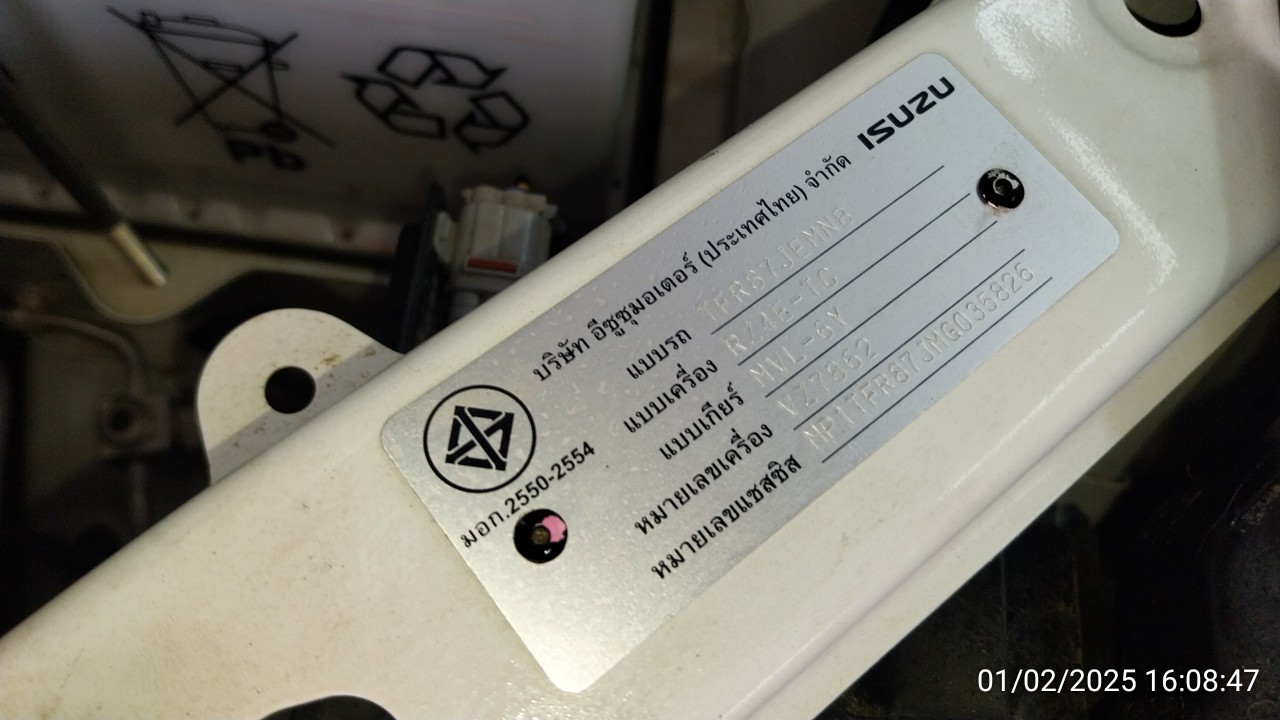 Pb
ISUZU
บริษัท อีซูซุมอเตอร์ (ประเทศไทย) จำกัด
แบบรถ TFR87JEMN8
แบบเครื่อง RZ4E-TC
แบบเกียร์ MVL-6Y
หมายเลขเครื่อง VZ7862
หมายเลขแชสซิส MP1TFR87JMG035826
มอก.2550-2554
01/02/2025 16:08:47